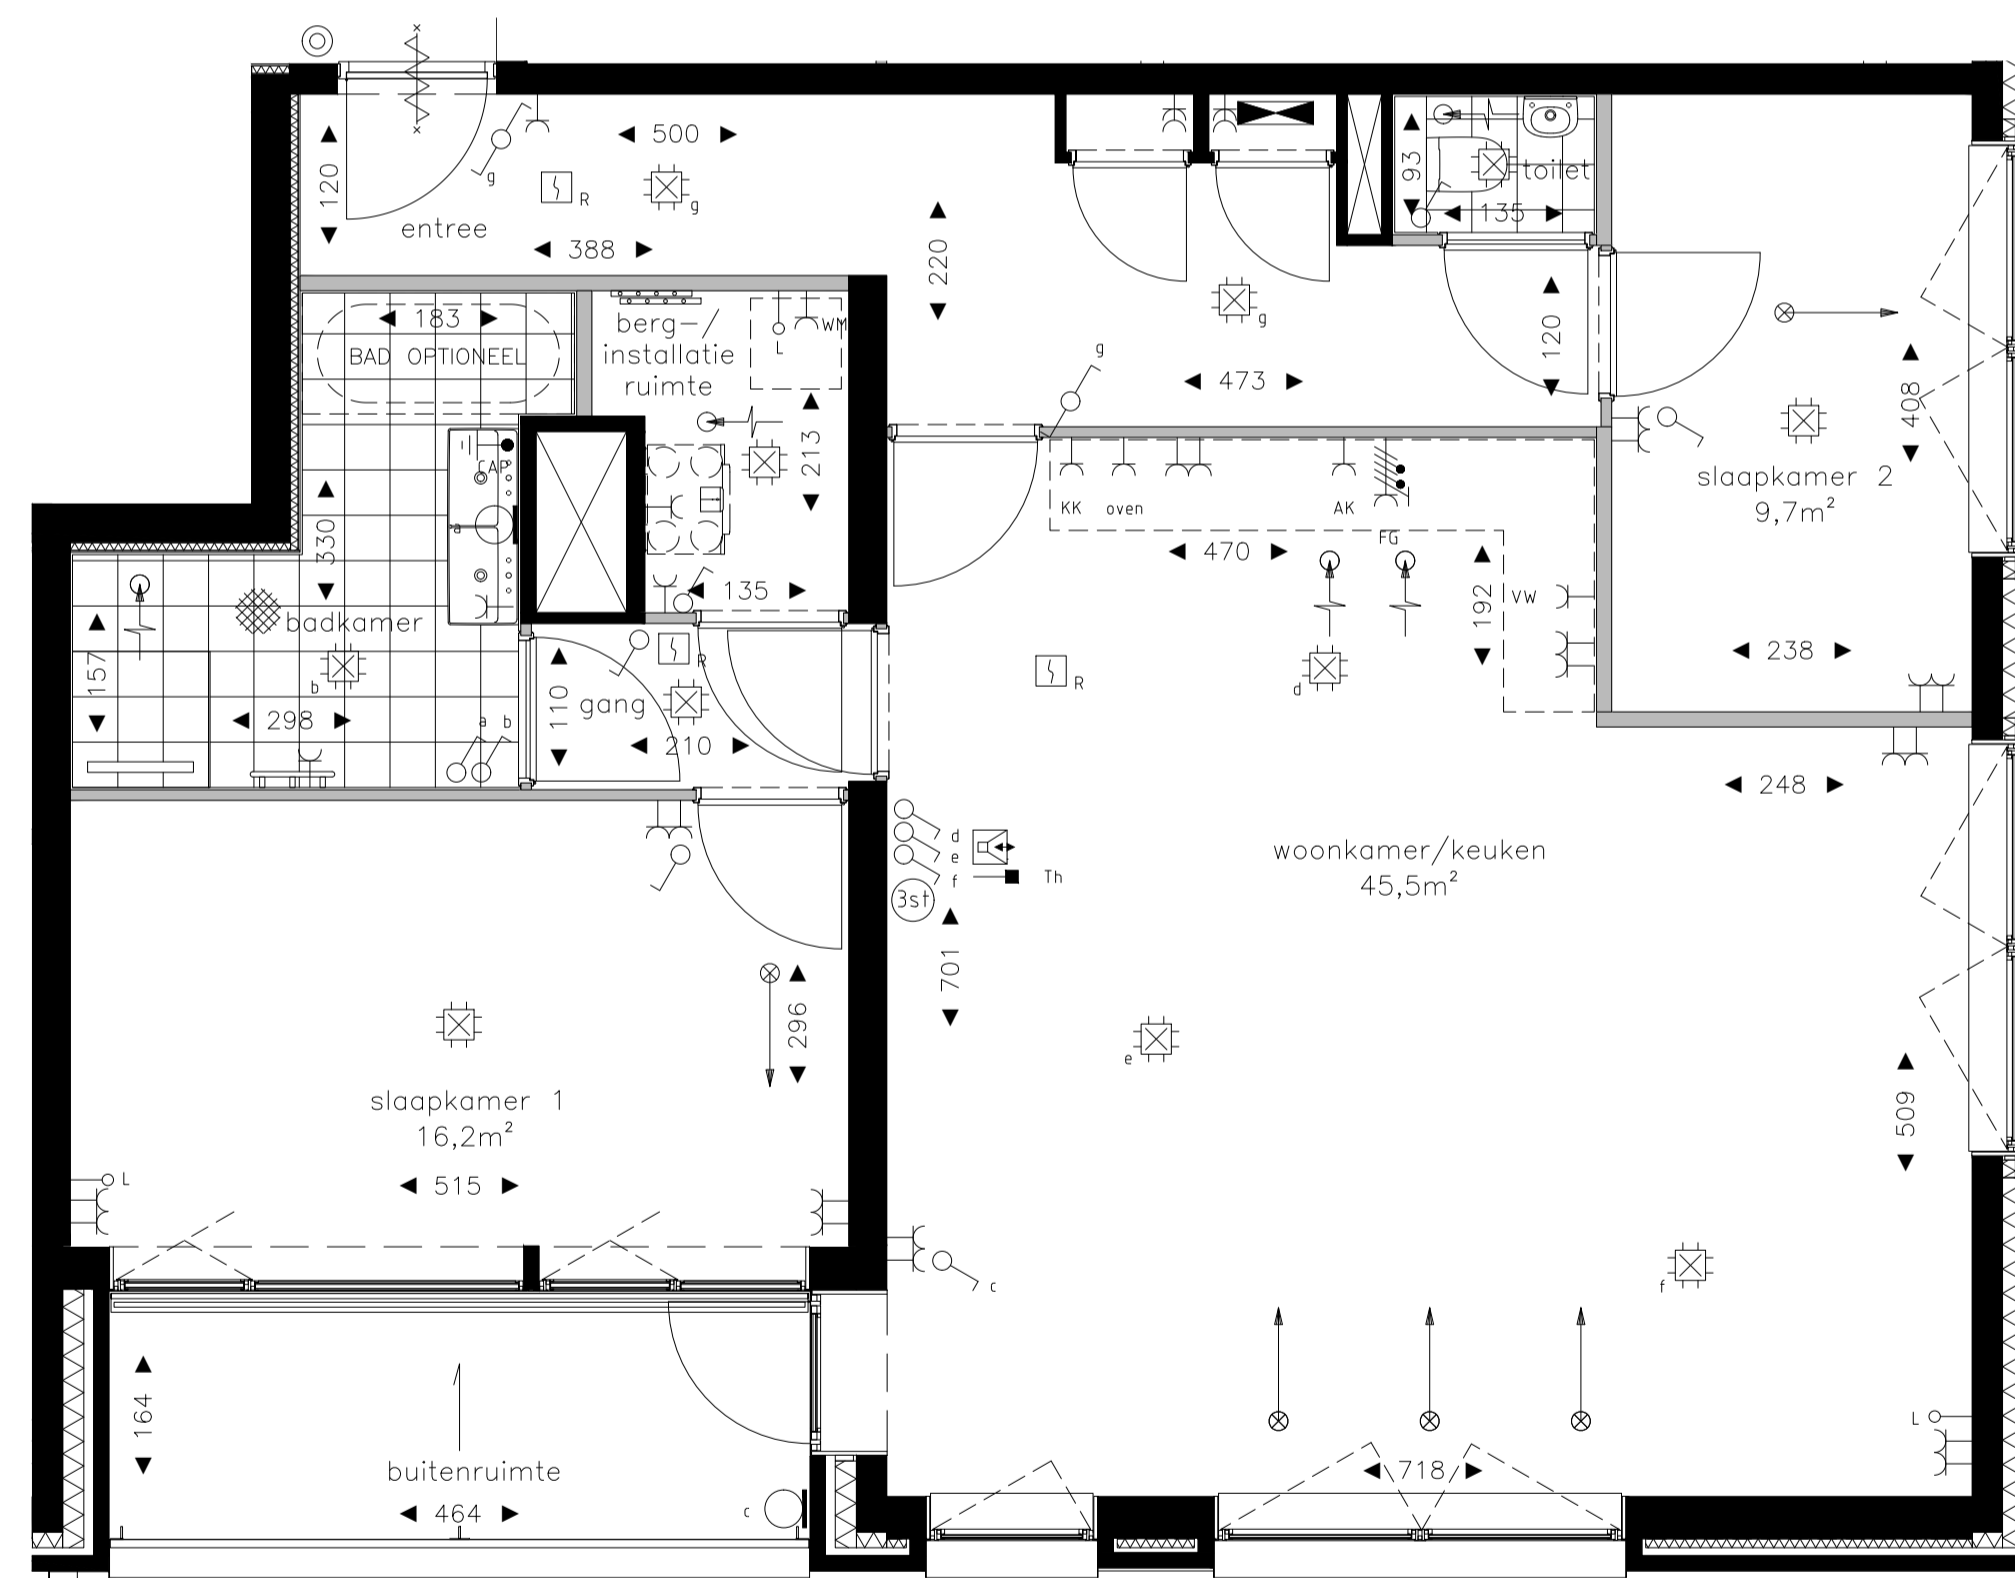 500
120
g
R
g
entree
388
93
toilet
135
220
183
BAD OPTIONEEL
berg-/
installatie
ruimte
WM
L
g
120
g
473
408
213
CAP
slaapkamer 2
9,7m²
KK
oven
AK
FG
330
a
470
192
VW
135
badkamer
157
b
298
a b
110
gang
R
210
R
d
238
248
d
e
f
Th
3st
woonkamer/keuken
45,5m²
701
296
e
slaapkamer 1
16,2m²
509
L
515
c
f
164
buitenruimte
464
c
718
L